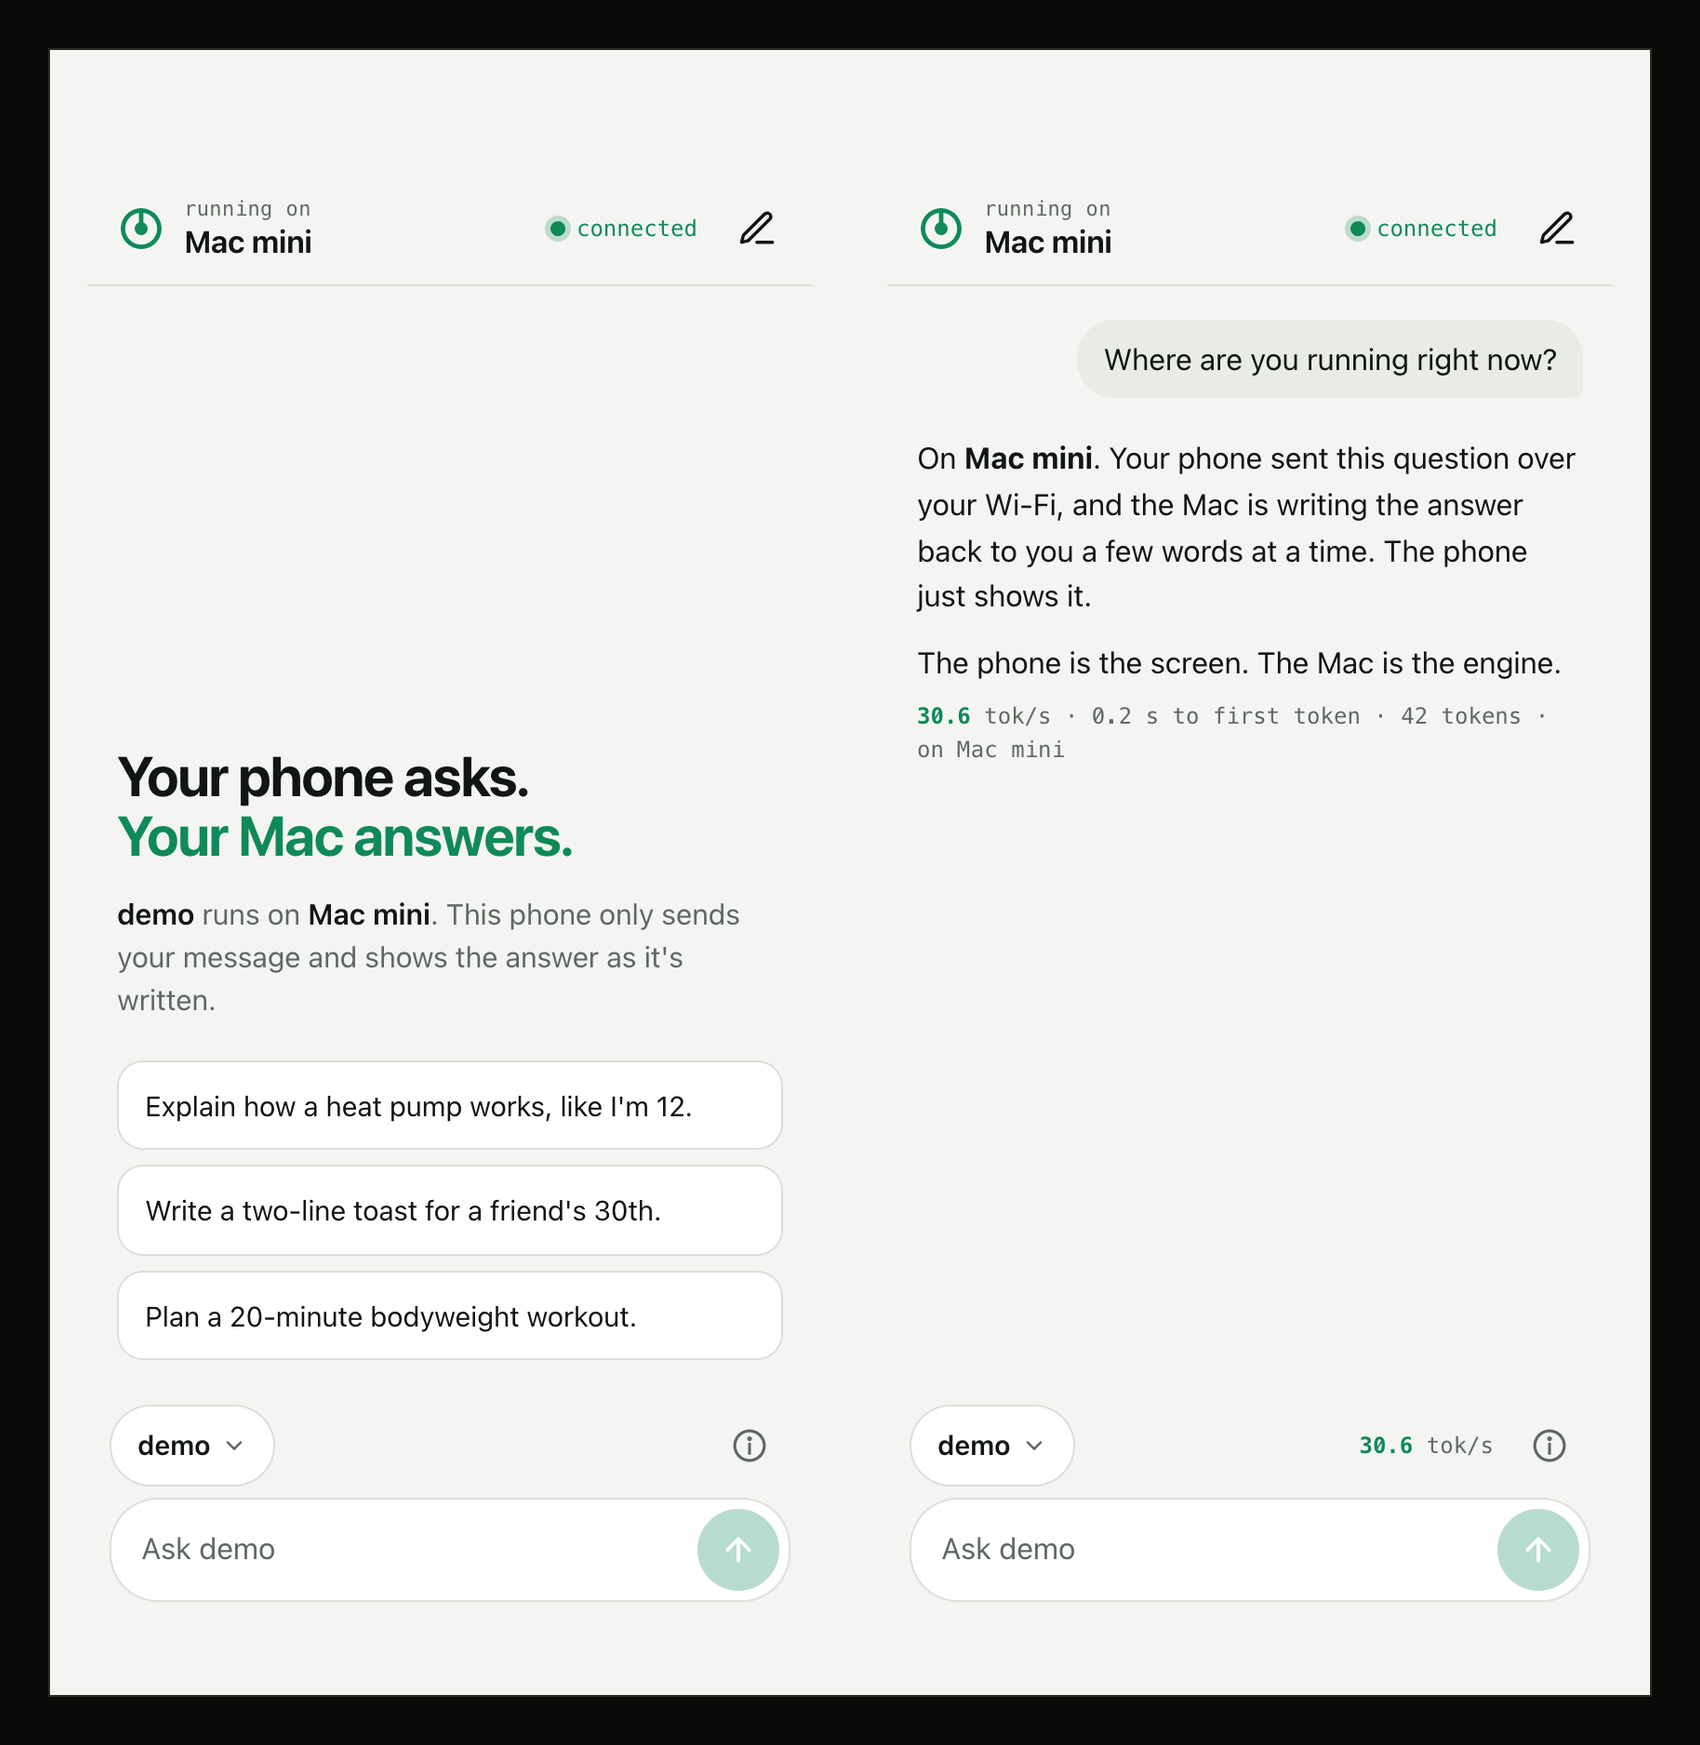 running on
Mac mini
connected
Your phone asks.
Your Mac answers.
demo runs on Mac mini. This phone only sends
your message and shows the answer as it's
written.
Explain how a heat pump works, like I'm 12.
Write a two-line toast for a friend's 30th.
Plan a 20-minute bodyweight workout.
demo
Ask demo
running on
Mac mini
connected
Where are you running right now?
On Mac mini. Your phone sent this question over
your Wi-Fi, and the Mac is writing the answer
back to you a few words at a time. The phone
just shows it.
The phone is the screen. The Mac is the engine.
30.6 tok/s · 0.2 s to first token · 42 tokens ·
on Mac mini
demo
30.6 tok/s
Ask demo